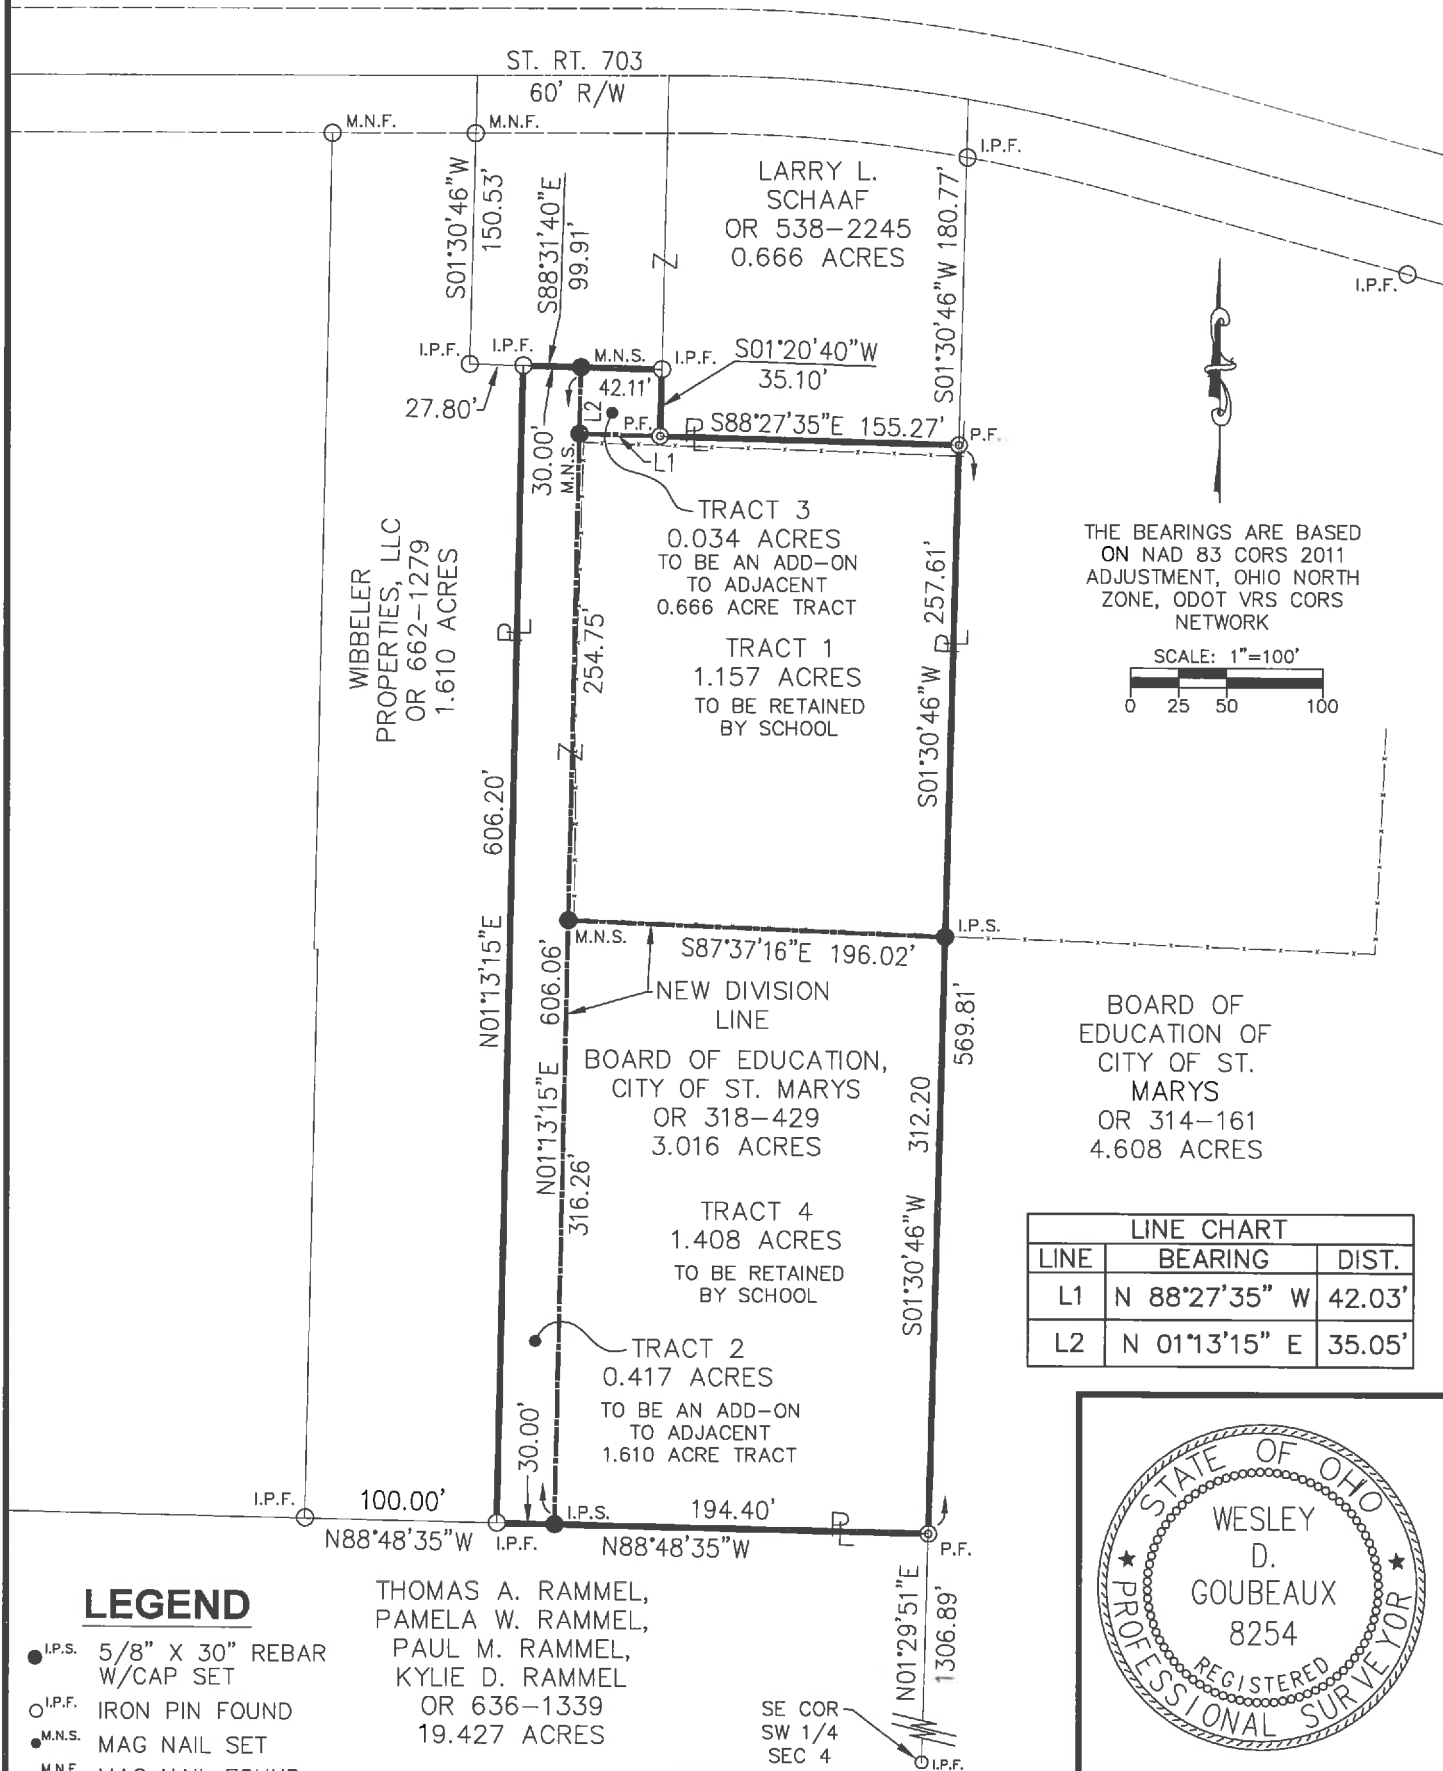 ST. RT. 703
60' R/W
M.N.F.
M.N.F.
I.P.F.
I.P.F.
LARRY L.
SCHAAF
OR 538-2245
0.666 ACRES
S01°30'46"W
150.53'
S88°31'40"E
99.91'
S01°30'46"W 180.77'
I.P.F.
I.P.F.
M.N.S.
I.P.F.
S01°20'40"W
35.10'
27.80'
42.11'
L2
P.F.
S88°27'35"E 155.27'
P.F.
30.00'
M.N.S.
L1
TRACT 3
0.034 ACRES
TO BE AN ADD-ON
TO ADJACENT
0.666 ACRE TRACT
THE BEARINGS ARE BASED
ON NAD 83 CORS 2011
ADJUSTMENT, OHIO NORTH
ZONE, ODOT VRS CORS
NETWORK
SCALE: 1"=100'
0 25 50 100
WIBBELER
PROPERTIES, LLC
OR 662-1279
1.610 ACRES
254.75'
TRACT 1
1.157 ACRES
TO BE RETAINED
BY SCHOOL
257.61'
S01°30'46"W
606.20'
N01°13'15"E
M.N.S.
S87°37'16"E 196.02'
I.P.S.
606.06'
N01°13'15"E
NEW DIVISION
LINE
569.81'
BOARD OF EDUCATION,
CITY OF ST. MARYS
OR 318-429
3.016 ACRES
312.20
S01°30'46"W
BOARD OF
EDUCATION OF
CITY OF ST.
MARYS
OR 314-161
4.608 ACRES
316.26'
TRACT 4
1.408 ACRES
TO BE RETAINED
BY SCHOOL
LINE CHART
LINE BEARING DIST.
L1 N 88°27'35" W 42.03'
L2 N 01°13'15" E 35.05'
TRACT 2
0.417 ACRES
TO BE AN ADD-ON
TO ADJACENT
1.610 ACRE TRACT
30.00'
I.P.F.
100.00'
N88°48'35"W
I.P.F.
I.P.S.
194.40'
N88°48'35"W
P.F.
N01°29'51"E
1306.89'
STATE OF OHIO
WESLEY
D.
GOUBEAUX
8254
REGISTERED
PROFESSIONAL SURVEYOR
THOMAS A. RAMMEL,
PAMELA W. RAMMEL,
PAUL M. RAMMEL,
KYLIE D. RAMMEL
OR 636-1339
19.427 ACRES
SE COR
SW 1/4
SEC 4
I.P.F.
LEGEND
I.P.S. 5/8" X 30" REBAR
W/CAP SET
I.P.F. IRON PIN FOUND
M.N.S. MAG NAIL SET
M.N.F. MAG NAIL FOUND